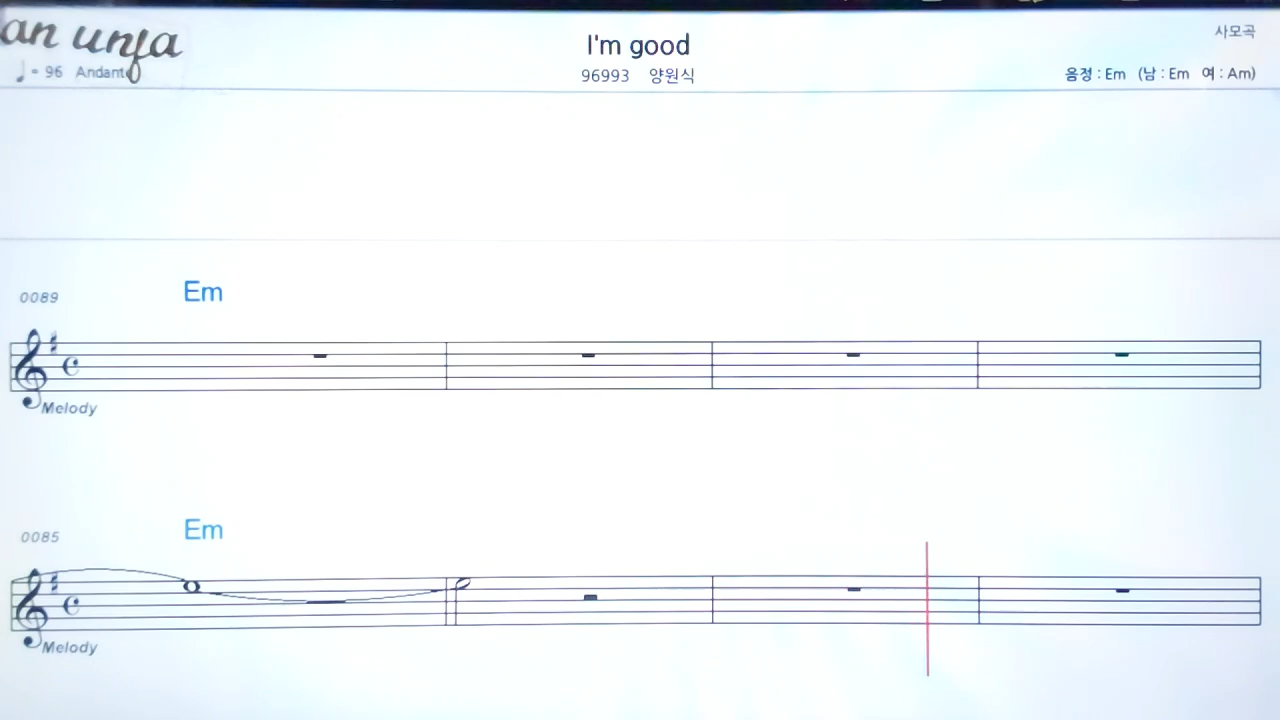 an unfa
I'm good
사모곡
♩ = 96 Andante
96993 양원식
음정 : Em (남 : Em 여 : Am)
Em
0089
Melody
Em
0085
Melody